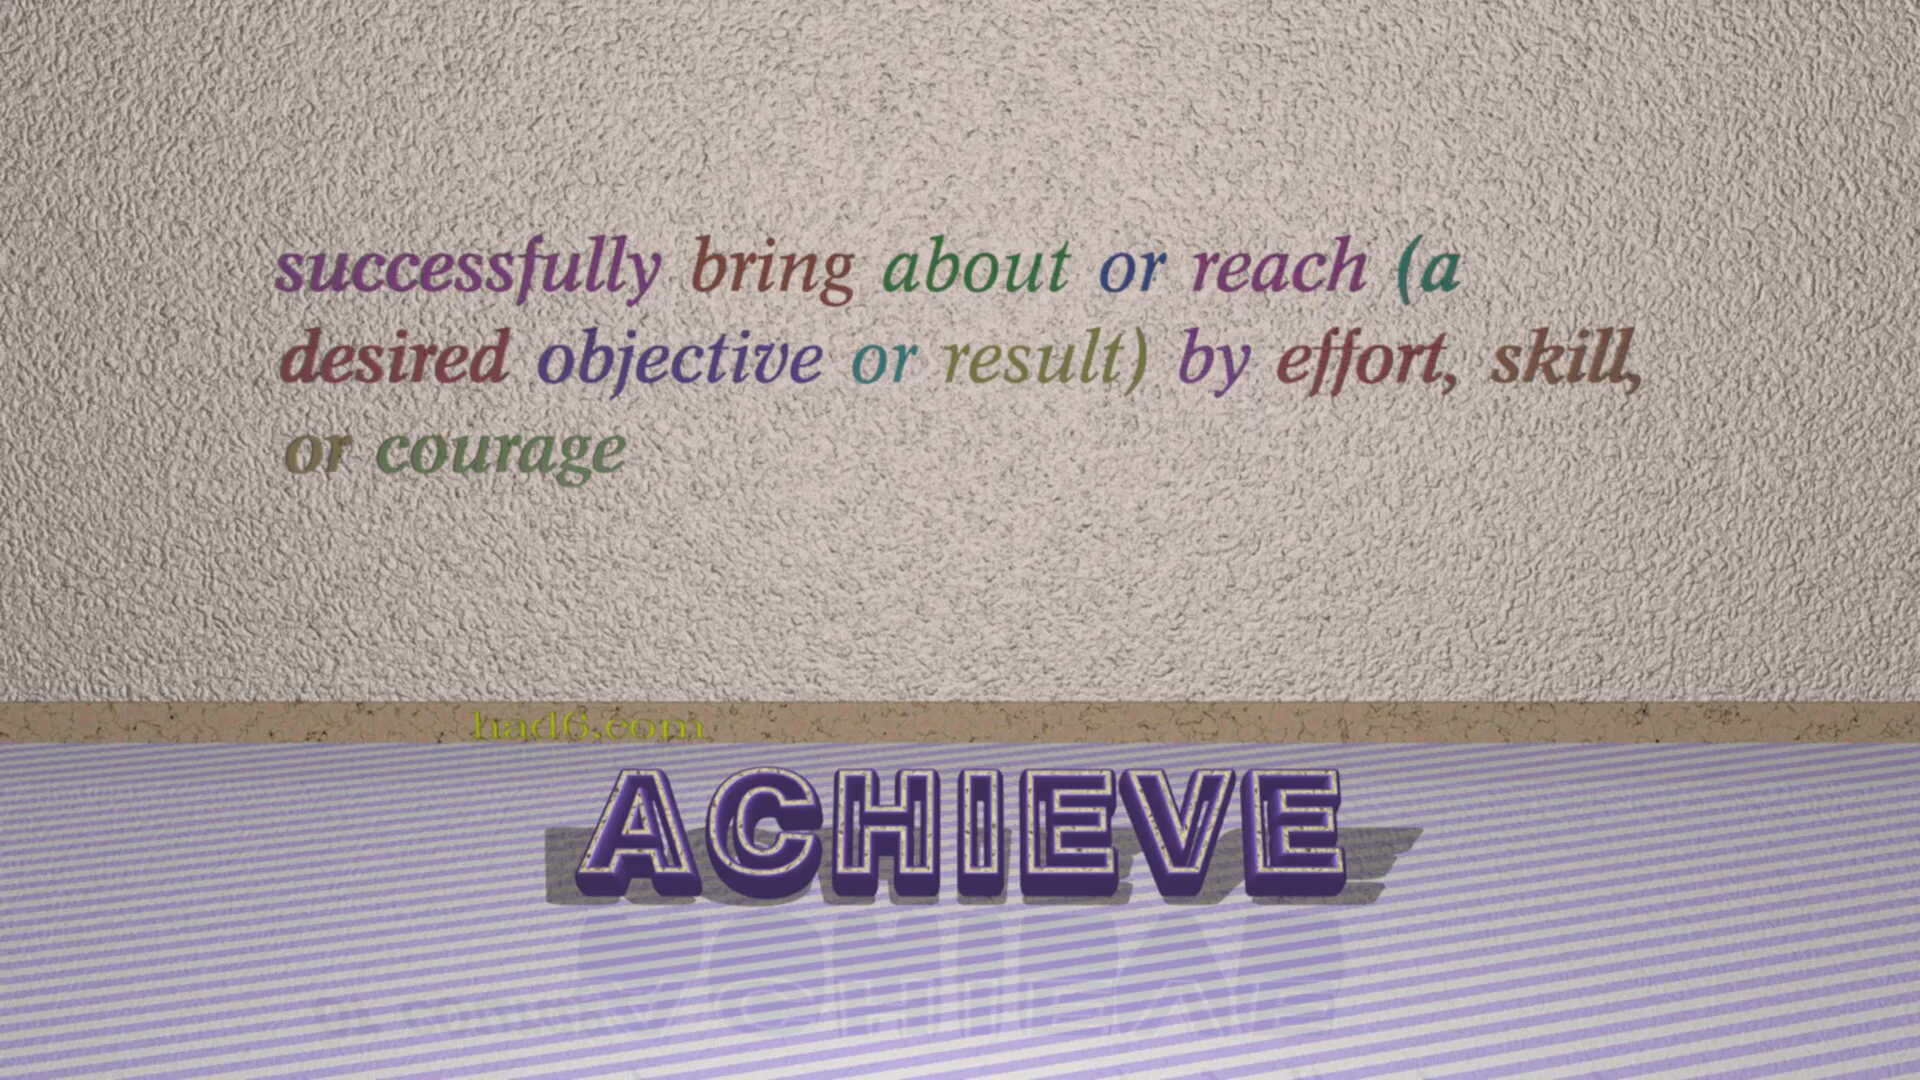 successfully bring about or reach (a
desired objective or result) by effort, skill,
or courage
had6.com
ACHIEVE